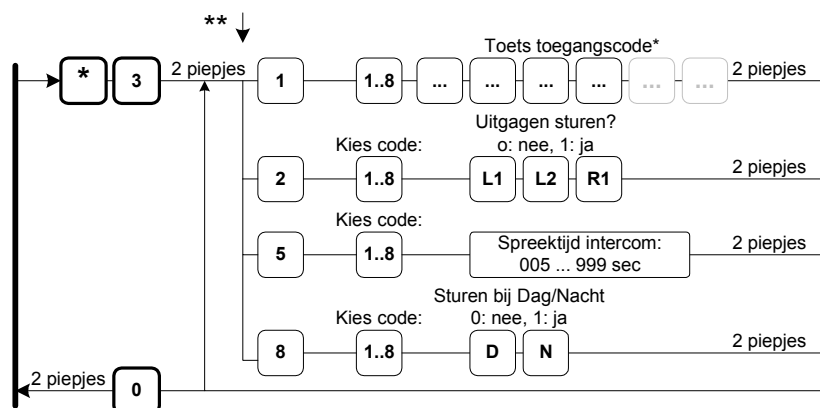 **
Toets toegangscode*
* 3 2 piepjes 1 1..8 ... ... ... ... ... ... 2 piepjes
Uitgagen sturen?
Kies code: o: nee, 1: ja
2 1..8 L1 L2 R1 2 piepjes
Kies code:
5 1..8 Spreektijd intercom: 2 piepjes
005 ... 999 sec
Sturen bij Dag/Nacht
Kies code: 0: nee, 1: ja
8 1..8 D N 2 piepjes
2 piepjes 0